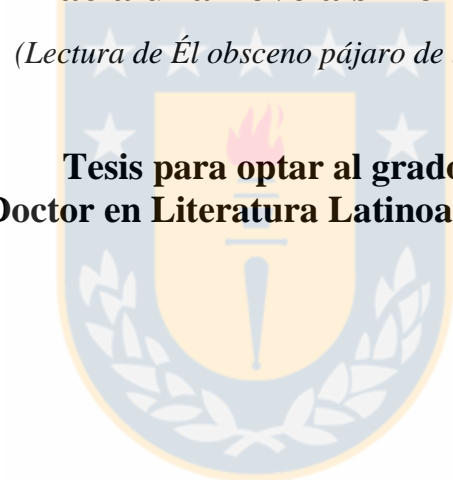 (Lectura de Él obsceno pájaro de
Tesis para optar al grado
Doctor en Literatura Latinoa